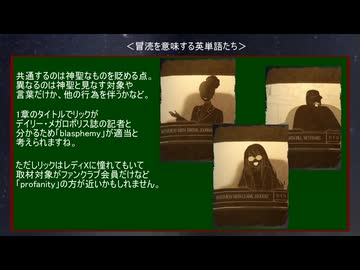 ＜冒涜を意味する英単語たち＞
共通するのは神聖なものを貶める点。
異なるのは神聖と見なす対象や
言葉だけか、他の行為を伴うかなど。
1章のタイトルでリックが
デイリー・メガロポリス誌の記者と
分かるため「blasphemy」が適当と
考えられますね。
ただしリックはレディXに憧れてもいて
取材対象がファンクラブ会員だけなど
「profanity」の方が近いかもしれません。